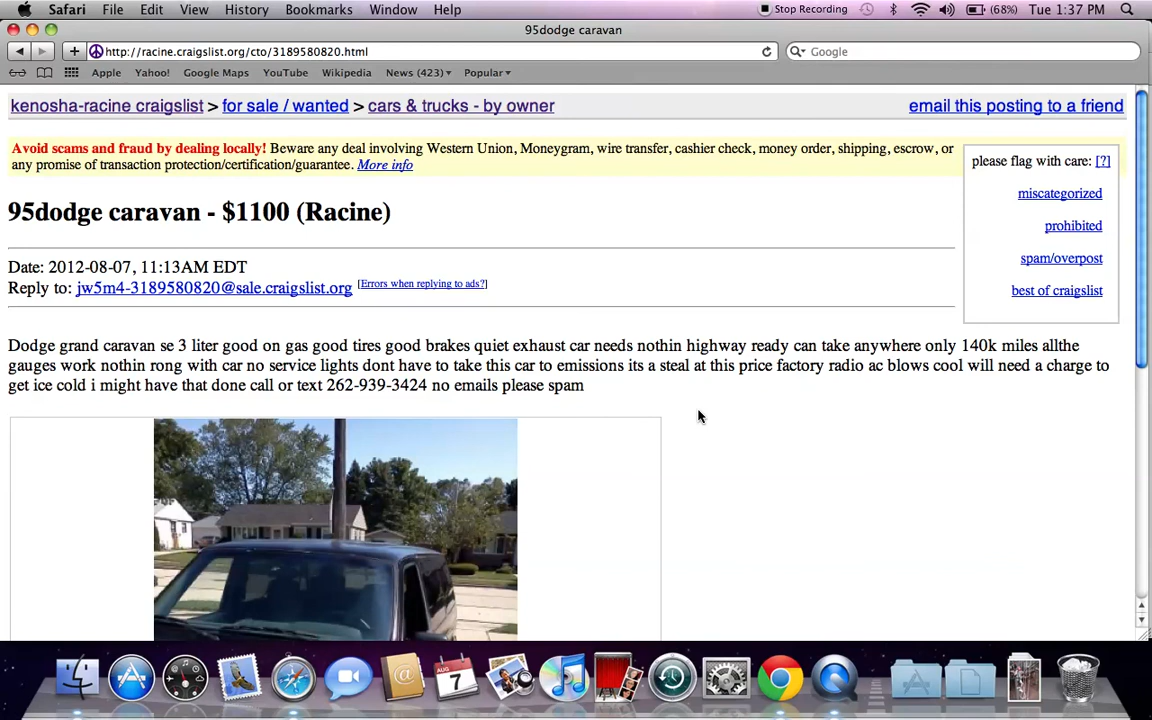 Safari File Edit View History Bookmarks Window Help Stop Recording (68%) Tue 1:37 PM
95dodge caravan
http://racine.craigslist.org/cto/3189580820.html Google
Apple Yahoo! Google Maps YouTube Wikipedia News (423) Popular
kenosha-racine craigslist > for sale / wanted > cars & trucks - by owner email this posting to a friend
Avoid scams and fraud by dealing locally! Beware any deal involving Western Union, Moneygram, wire transfer, cashier check, money order, shipping, escrow, or
any promise of transaction protection/certification/guarantee. More info
please flag with care: [?]
miscategorized
prohibited
spam/overpost
best of craigslist
95dodge caravan - $1100 (Racine)
Date: 2012-08-07, 11:13AM EDT
Reply to: jw5m4-3189580820@sale.craigslist.org [Errors when replying to ads?]
Dodge grand caravan se 3 liter good on gas good tires good brakes quiet exhaust car needs nothin highway ready can take anywhere only 140k miles allthe
gauges work nothin rong with car no service lights dont have to take this car to emissions its a steal at this price factory radio ac blows cool will need a charge to
get ice cold i might have that done call or text 262-939-3424 no emails please spam
AUG
7